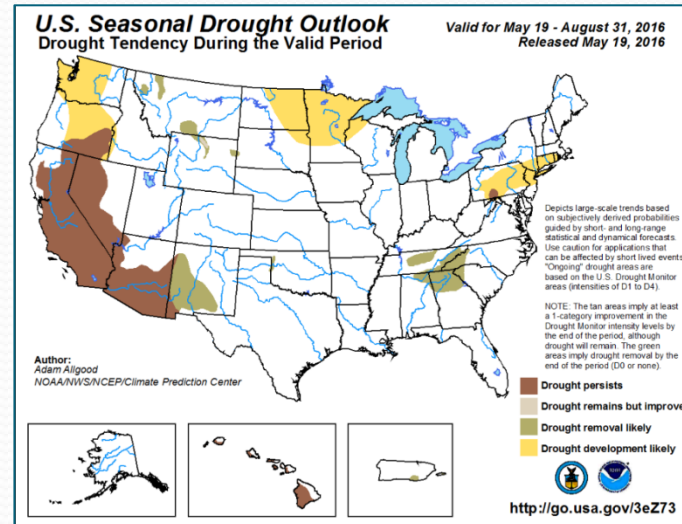 U.S. Seasonal Drought Outlook
Drought Tendency During the Valid Period
Valid for May 19 - August 31, 2016
Released May 19, 2016
Depicts large-scale trends based
on subjectively derived probabilities
guided by short- and long-range
statistical and dynamical forecasts.
Use caution for applications that
can be affected by short lived events.
"Ongoing" drought areas are
based on the U.S. Drought Monitor
areas (intensities of D1 to D4).
NOTE: The tan areas imply at least
a 1-category improvement in the
Drought Monitor intensity levels by
the end of the period, although
drought will remain. The green
areas imply drought removal by the
end of the period (D0 or none).
Author:
Adam Allgood
NOAA/NWS/NCEP/Climate Prediction Center
Drought persists
Drought remains but improve
Drought removal likely
Drought development likely
http://go.usa.gov/3eZ73